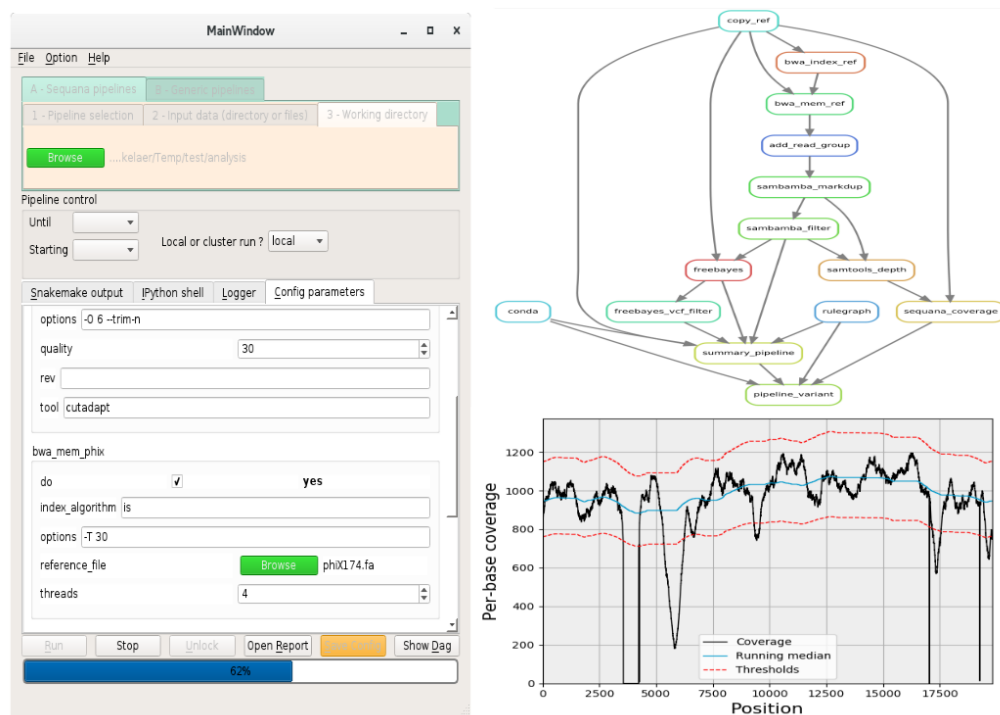 MainWindow
File Option Help
A - Sequana pipelines B - Generic pipelines
1 - Pipeline selection 2 - Input data (directory or files) 3 - Working directory
Browse ....kelaer/Temp/test/analysis
Pipeline control
Until
Local or cluster run ? local
Starting
Snakemake output IPython shell Logger Config parameters
options -O 6 --trim-n
quality 30
rev
tool cutadapt
bwa_mem_phix
do yes
index_algorithm is
options -T 30
reference_file Browse phiX174.fa
threads 4
Run Stop Unlock Open Report Save Config Show Dag
62%
copy_ref
bwa_index_ref
bwa_mem_ref
add_read_group
sambamba_markdup
sambamba_filter
freebayes samtools_depth
conda freebayes_vcf_filter rulegraph sequana_coverage
summary_pipeline
pipeline_variant
Per-base coverage
1200
1000
800
600
400
200
0
Coverage
Running median
Thresholds
0 2500 5000 7500 10000 12500 15000 17500
Position